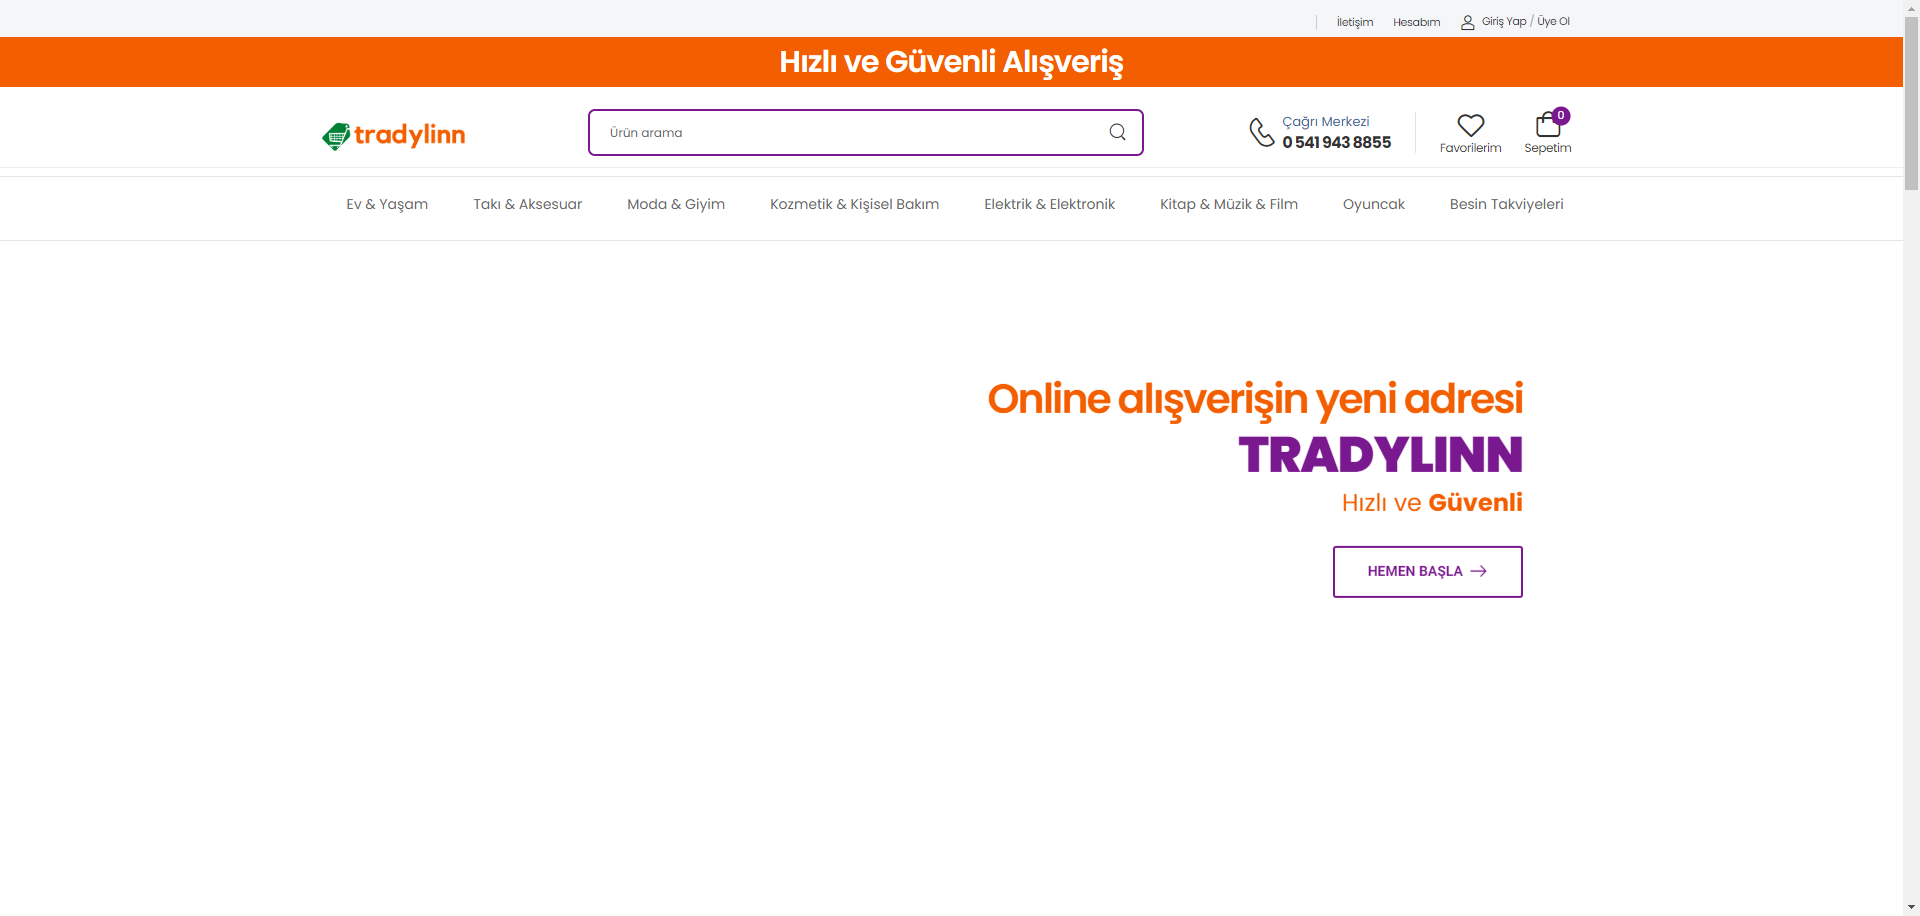 İletişim Hesabım Giriş Yap / Üye Ol
Hızlı ve Güvenli Alışveriş
tradylinn
Ürün arama
Çağrı Merkezi
0 541 943 8855
Favorilerim
0
Sepetim
Ev & Yaşam Takı & Aksesuar Moda & Giyim Kozmetik & Kişisel Bakım Elektrik & Elektronik Kitap & Müzik & Film Oyuncak Besin Takviyeleri
Online alışverişin yeni adresi
TRADYLINN
Hızlı ve Güvenli
HEMEN BAŞLA